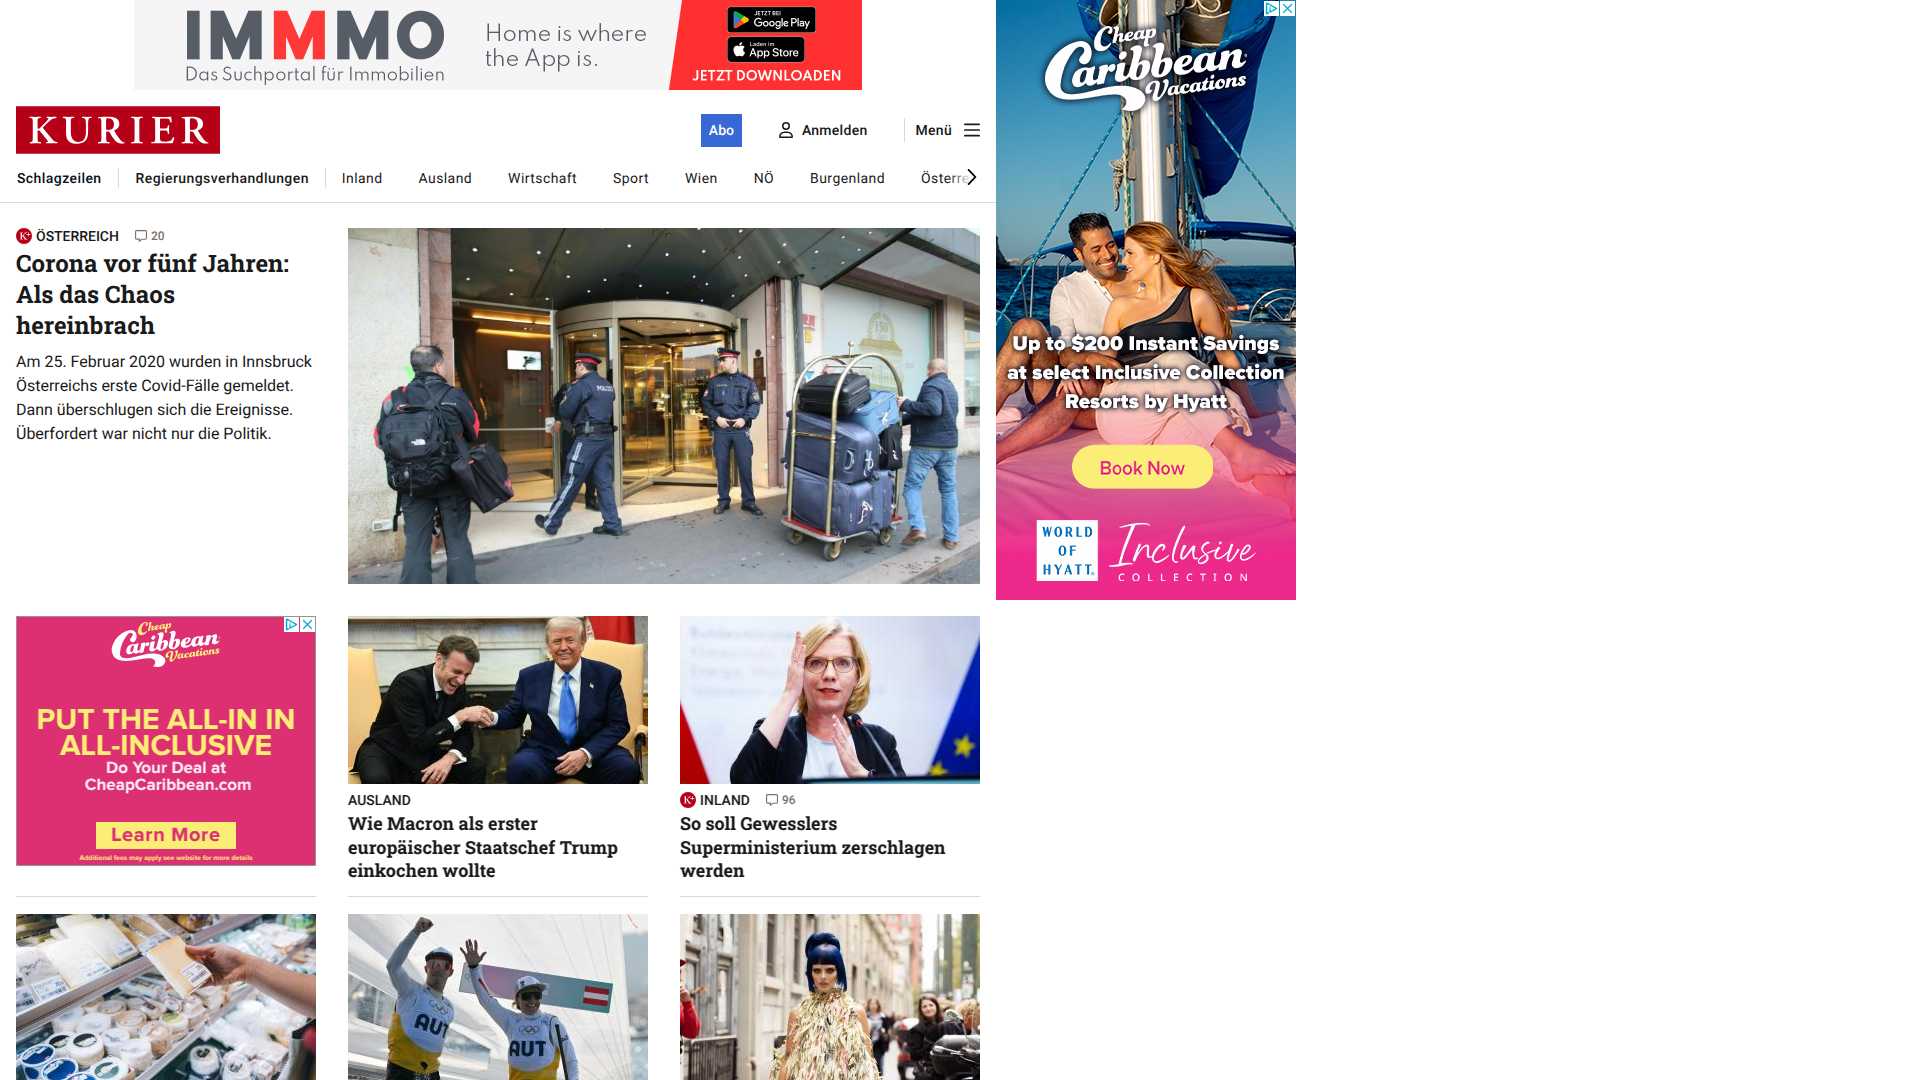 IMMMO
Das Suchportal für Immobilien
Home is where
the App is.
JETZT BEI
Google Play
Laden im
App Store
JETZT DOWNLOADEN
KURIER
Abo
Anmelden
Menü
Schlagzeilen
Regierungsverhandlungen
Inland
Ausland
Wirtschaft
Sport
Wien
NÖ
Burgenland
Österre
K+ ÖSTERREICH 20
Corona vor fünf Jahren:
Als das Chaos
hereinbrach
Am 25. Februar 2020 wurden in Innsbruck
Österreichs erste Covid-Fälle gemeldet.
Dann überschlugen sich die Ereignisse.
Überfordert war nicht nur die Politik.
POLIZEI
150
Cheap
Caribbean
Vacations
Up to $200 Instant Savings
at select Inclusive Collection
Resorts by Hyatt
Book Now
WORLD
OF
HYATT
Inclusive
COLLECTION
Cheap
Caribbean
Vacations
PUT THE ALL-IN IN
ALL-INCLUSIVE
Do Your Deal at
CheapCaribbean.com
Learn More
Additional fees may apply see website for more details
AUSLAND
Wie Macron als erster
europäischer Staatschef Trump
einkochen wollte
K+ INLAND 96
So soll Gewesslers
Superministerium zerschlagen
werden
AUT
AUT